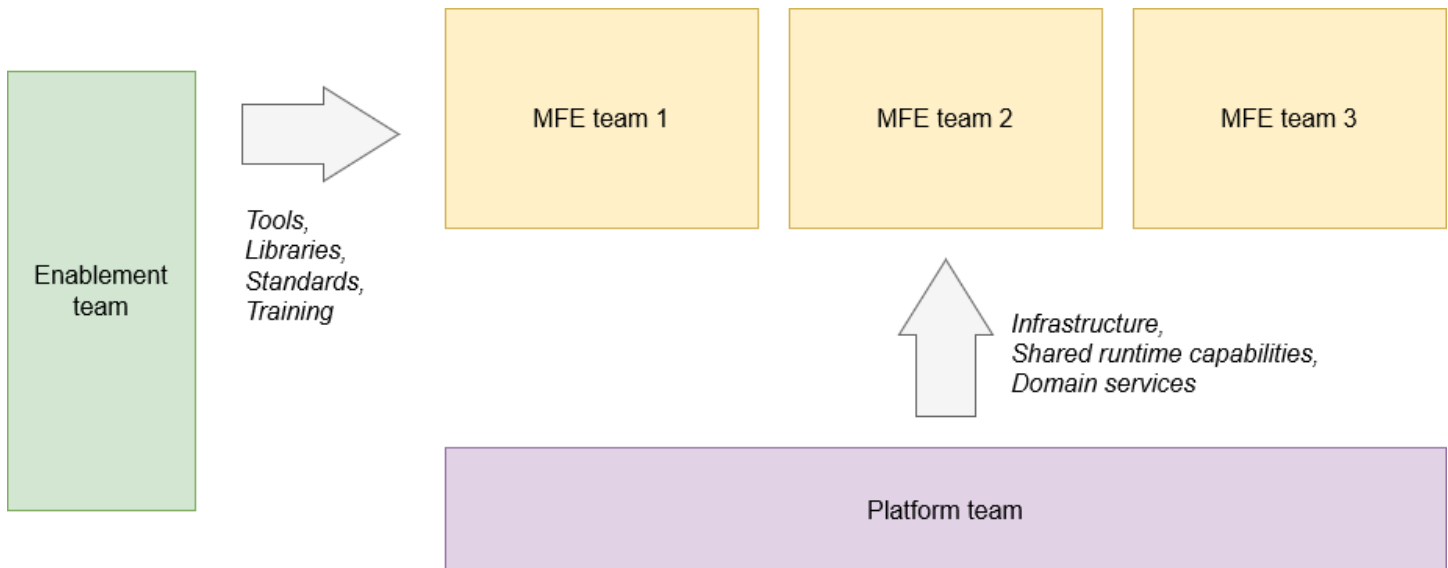 MFE team 1
MFE team 2
MFE team 3
Tools,
Libraries,
Standards,
Training
Enablement
team
Infrastructure,
Shared runtime capabilities,
Domain services
Platform team